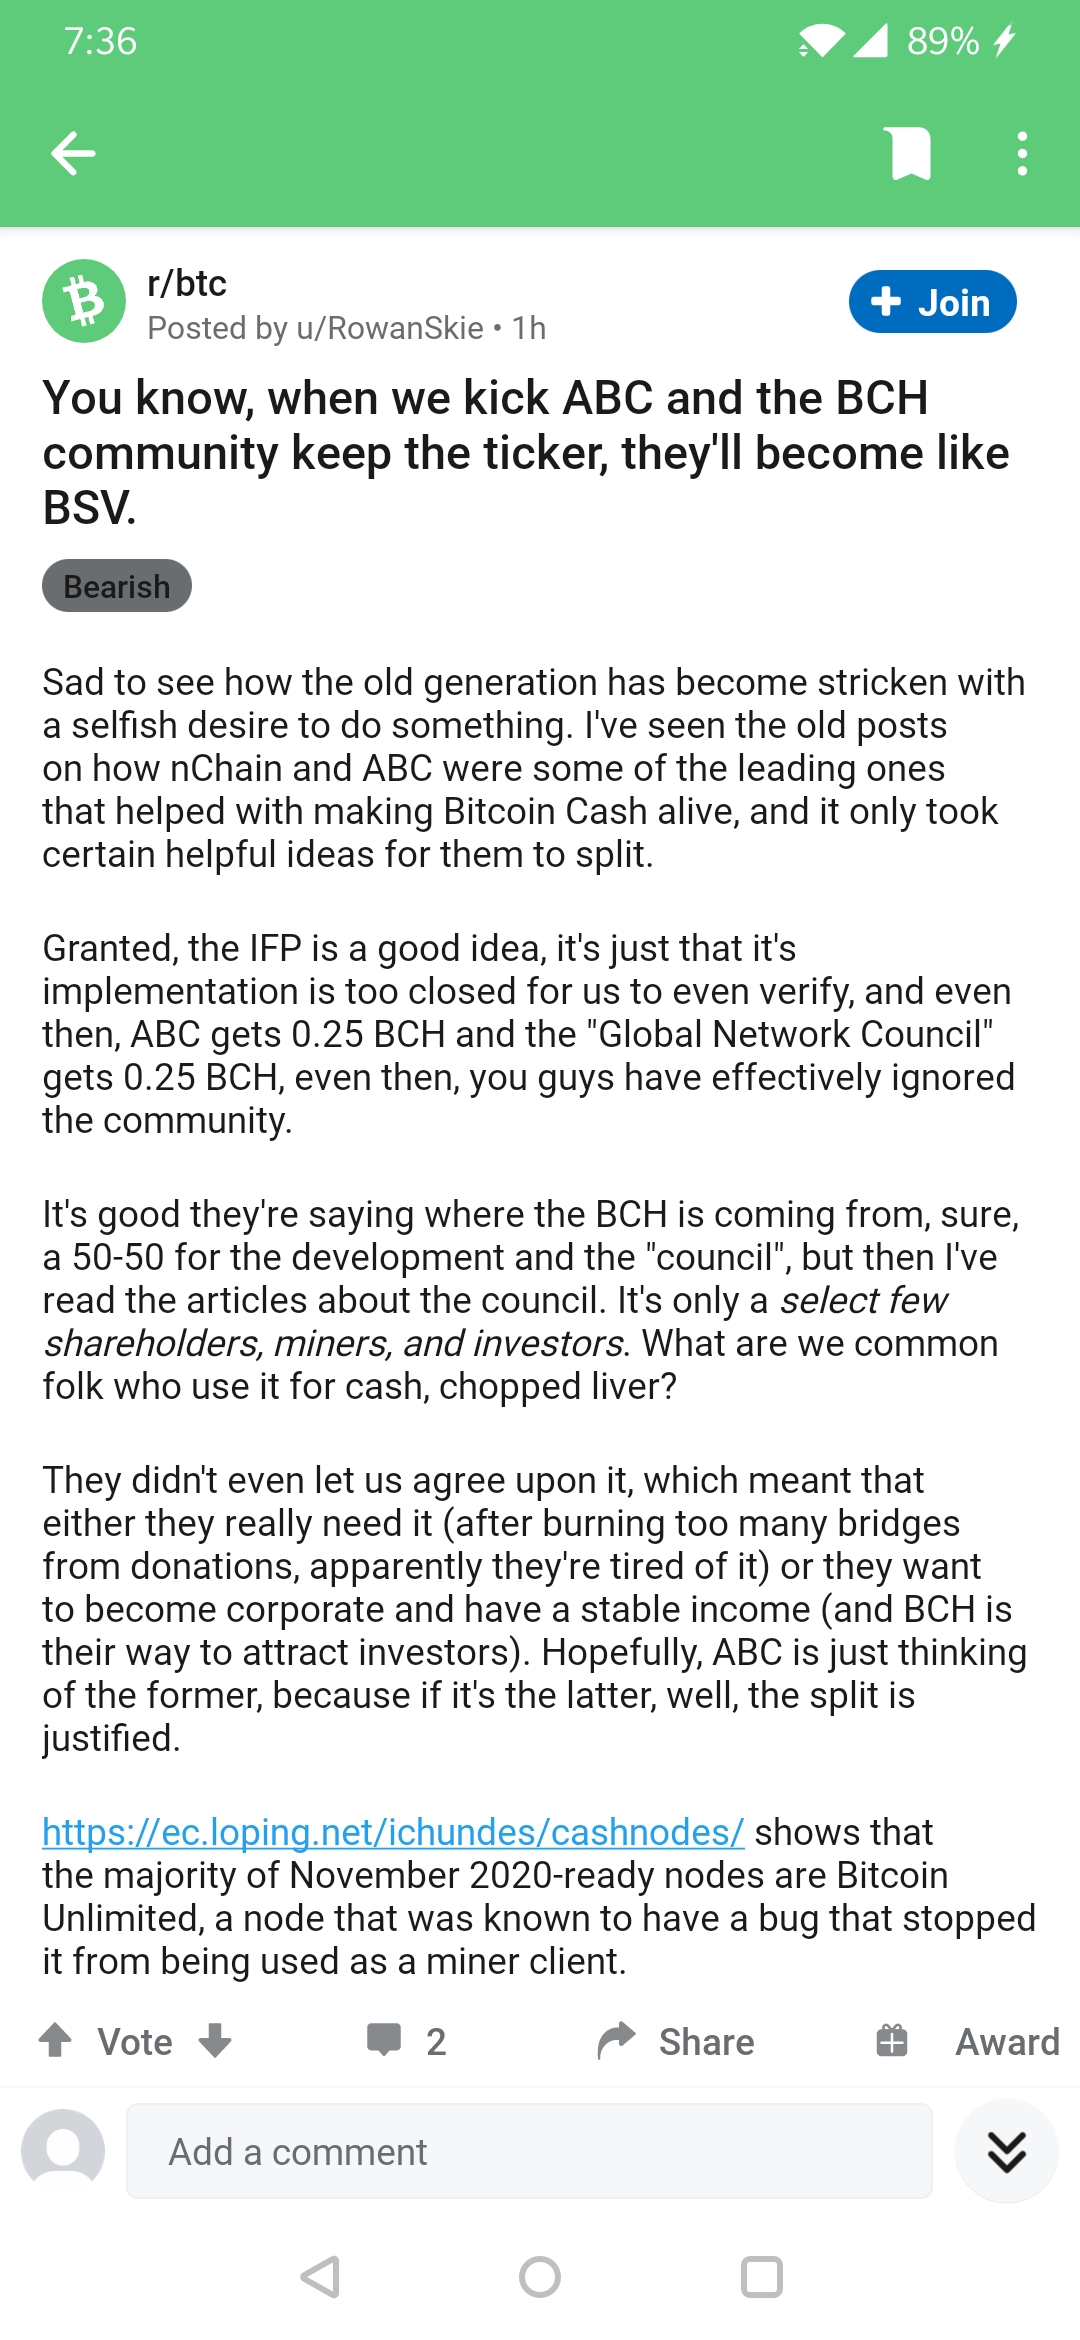 7:36
89%
r/btc
Posted by u/RowanSkie • 1h
Join
You know, when we kick ABC and the BCH
community keep the ticker, they'll become like
BSV.
Bearish
Sad to see how the old generation has become stricken with
a selfish desire to do something. I've seen the old posts
on how nChain and ABC were some of the leading ones
that helped with making Bitcoin Cash alive, and it only took
certain helpful ideas for them to split.
Granted, the IFP is a good idea, it's just that it's
implementation is too closed for us to even verify, and even
then, ABC gets 0.25 BCH and the "Global Network Council"
gets 0.25 BCH, even then, you guys have effectively ignored
the community.
It's good they're saying where the BCH is coming from, sure,
a 50-50 for the development and the "council", but then I've
read the articles about the council. It's only a select few
shareholders, miners, and investors. What are we common
folk who use it for cash, chopped liver?
They didn't even let us agree upon it, which meant that
either they really need it (after burning too many bridges
from donations, apparently they're tired of it) or they want
to become corporate and have a stable income (and BCH is
their way to attract investors). Hopefully, ABC is just thinking
of the former, because if it's the latter, well, the split is
justified.
https://ec.loping.net/ichundes/cashnodes/ shows that
the majority of November 2020-ready nodes are Bitcoin
Unlimited, a node that was known to have a bug that stopped
it from being used as a miner client.
Vote
2
Share
Award
Add a comment